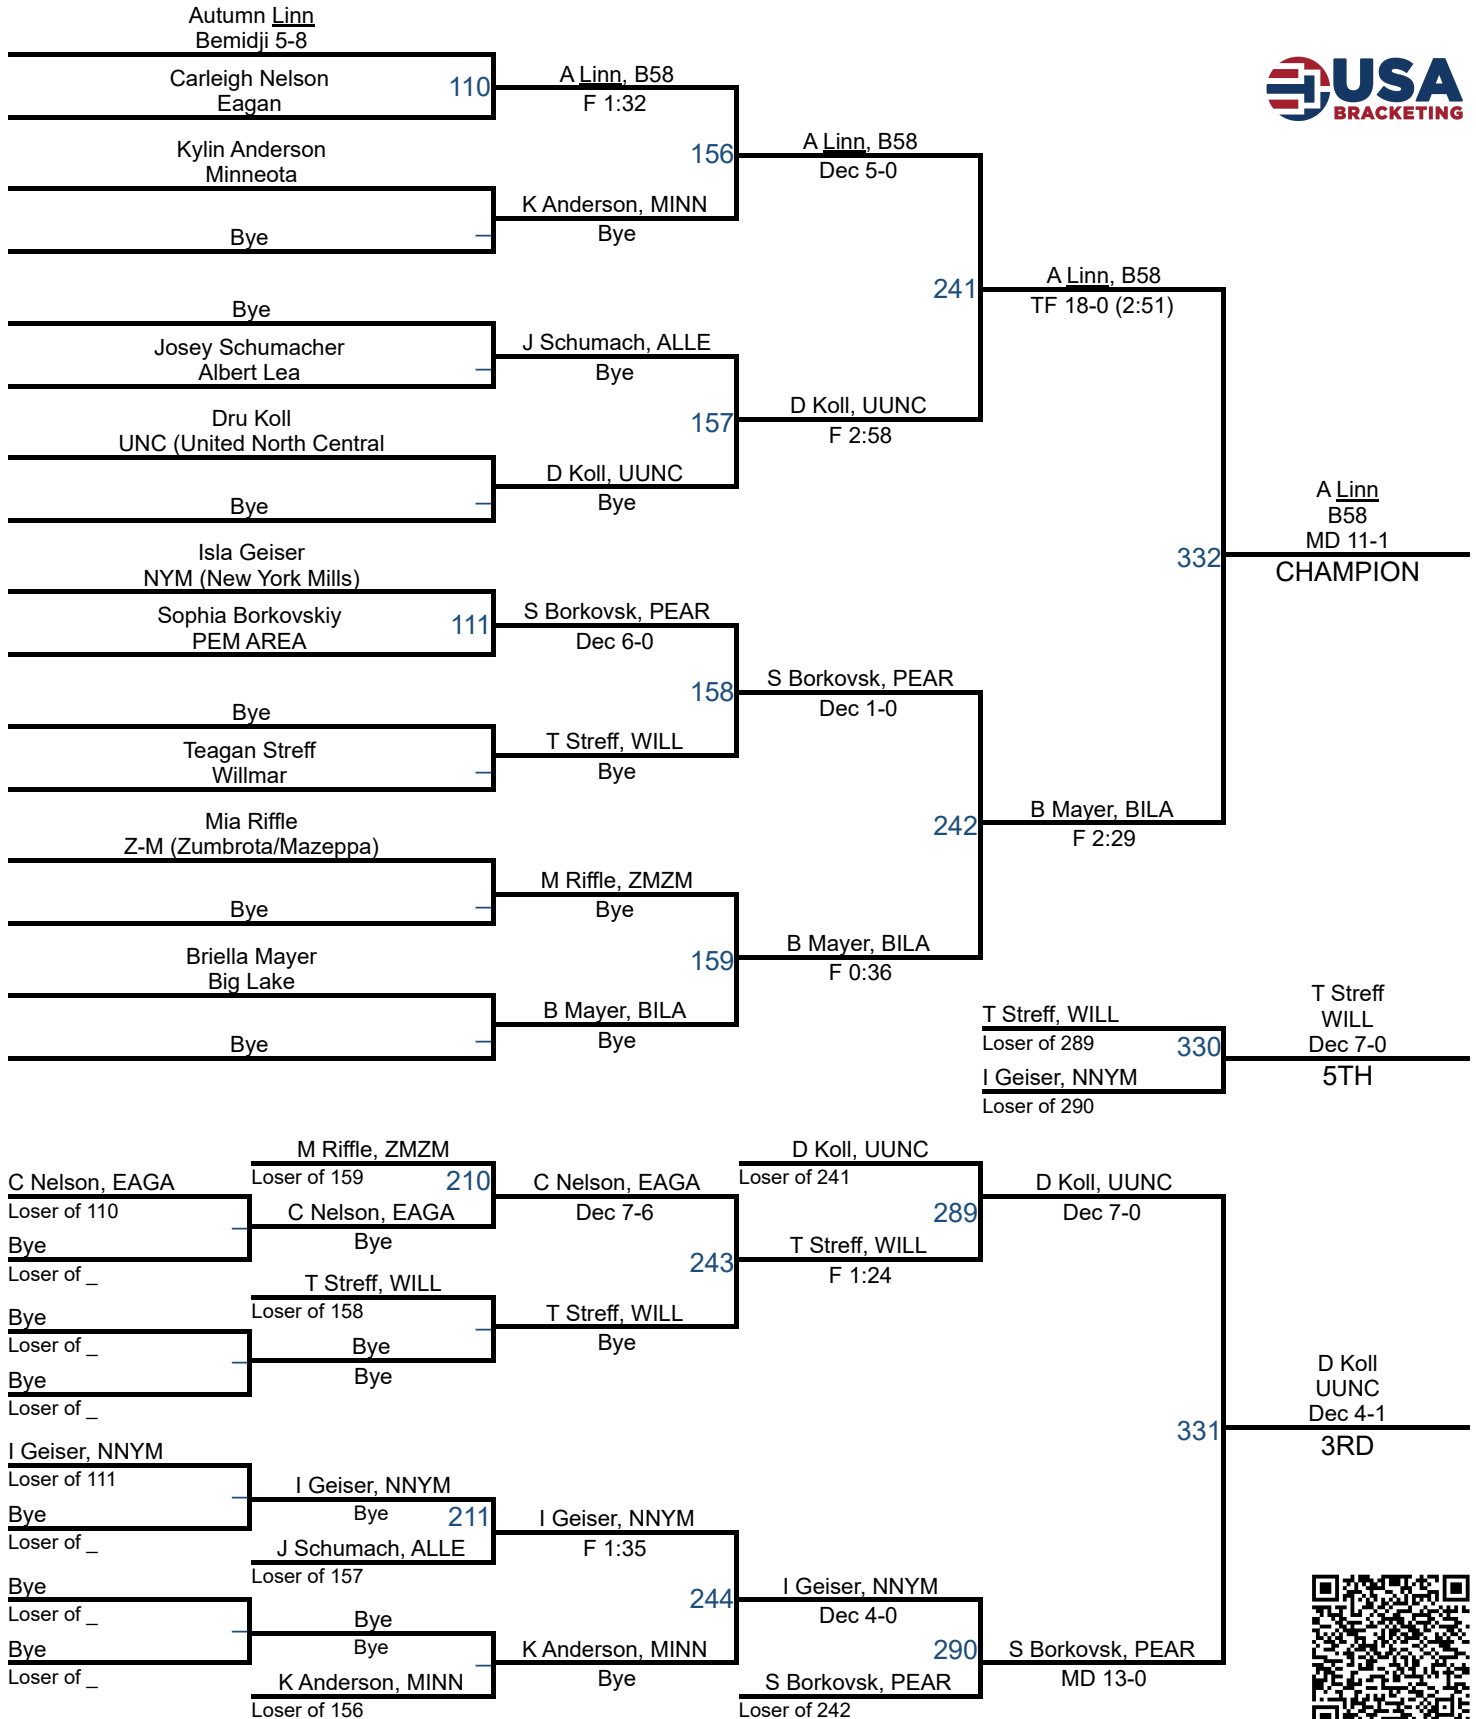 Autumn Linn
Bemidji 5-8
Carleigh Nelson
Eagan
110
A Linn, B58
F 1:32
USA
BRACKETING
Kylin Anderson
Minneota
Bye
_
K Anderson, MINN
Bye
156
A Linn, B58
Dec 5-0
Bye
Josey Schumacher
Albert Lea
_
J Schumach, ALLE
Bye
Dru Koll
UNC (United North Central
Bye
_
D Koll, UUNC
Bye
157
D Koll, UUNC
F 2:58
241
A Linn, B58
TF 18-0 (2:51)
Isla Geiser
NYM (New York Mills)
Sophia Borkovskiy
PEM AREA
111
S Borkovsk, PEAR
Dec 6-0
Bye
Teagan Streff
Willmar
_
T Streff, WILL
Bye
158
S Borkovsk, PEAR
Dec 1-0
Mia Riffle
Z-M (Zumbrota/Mazeppa)
Bye
_
M Riffle, ZMZM
Bye
Briella Mayer
Big Lake
Bye
_
B Mayer, BILA
Bye
159
B Mayer, BILA
F 0:36
242
B Mayer, BILA
F 2:29
332
A Linn
B58
MD 11-1
CHAMPION
T Streff, WILL
Loser of 289
I Geiser, NNYM
Loser of 290
330
T Streff
WILL
Dec 7-0
5TH
C Nelson, EAGA
Loser of 110
Bye
Loser of _
_
M Riffle, ZMZM
Loser of 159
C Nelson, EAGA
Bye
210
C Nelson, EAGA
Dec 7-6
Bye
Loser of _
Bye
Loser of _
_
T Streff, WILL
Loser of 158
Bye
Bye
_
T Streff, WILL
Bye
243
D Koll, UUNC
Loser of 241
T Streff, WILL
F 1:24
289
D Koll, UUNC
Dec 7-0
I Geiser, NNYM
Loser of 111
Bye
Loser of _
_
I Geiser, NNYM
Bye
J Schumach, ALLE
Loser of 157
211
I Geiser, NNYM
F 1:35
Bye
Loser of _
Bye
Loser of _
_
Bye
Bye
K Anderson, MINN
Loser of 156
_
K Anderson, MINN
Bye
244
I Geiser, NNYM
Dec 4-0
S Borkovsk, PEAR
Loser of 242
290
S Borkovsk, PEAR
MD 13-0
331
D Koll
UUNC
Dec 4-1
3RD